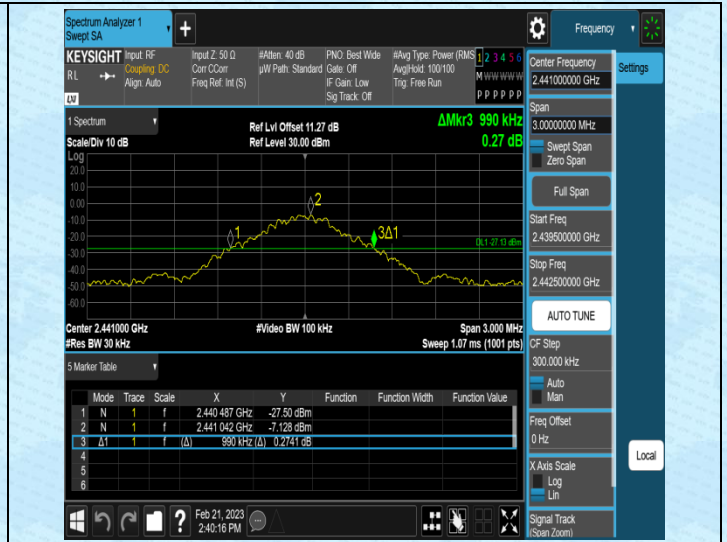 Spectrum Analyzer 1
Swept SA
Frequency
KEYSIGHT
RL
Input: RF
Coupling: DC
Align: Auto
Input Z: 50 Ω
Corr CCorr
Freq Ref: Int (S)
#Atten: 40 dB
µW Path: Standard
PNO: Best Wide
Gate: Off
IF Gain: Low
Sig Track: Off
#Avg Type: Power (RMS
Avg|Hold: 100/100
Trig: Free Run
1 2 3 4 5 6
M W W W W W
P P P P P P
LXI
1 Spectrum
Scale/Div 10 dB
Ref Lvl Offset 11.27 dB
Ref Level 30.00 dBm
ΔMkr3 990 kHz
0.27 dB
Log
20.0
10.0
0.00
-10.0
-20.0
-30.0
-40.0
-50.0
-60.0
1
2
3Δ1
DL1 -27.13 dBm
Center 2.441000 GHz
#Video BW 100 kHz
Span 3.000 MHz
#Res BW 30 kHz
Sweep 1.07 ms (1001 pts)
5 Marker Table
Mode Trace Scale X Y Function Function Width Function Value
1 N 1 f 2.440 487 GHz -27.50 dBm
2 N 1 f 2.441 042 GHz -7.128 dBm
3 Δ1 1 f (Δ) 990 kHz (Δ) 0.2741 dB
4
5
6
Feb 21, 2023
2:40:16 PM
Center Frequency
2.441000000 GHz
Settings
Span
3.00000000 MHz
Swept Span
Zero Span
Full Span
Start Freq
2.439500000 GHz
Stop Freq
2.442500000 GHz
AUTO TUNE
CF Step
300.000 kHz
Auto
Man
Freq Offset
0 Hz
X Axis Scale
Log
Lin
Signal Track
(Span Zoom)
Local